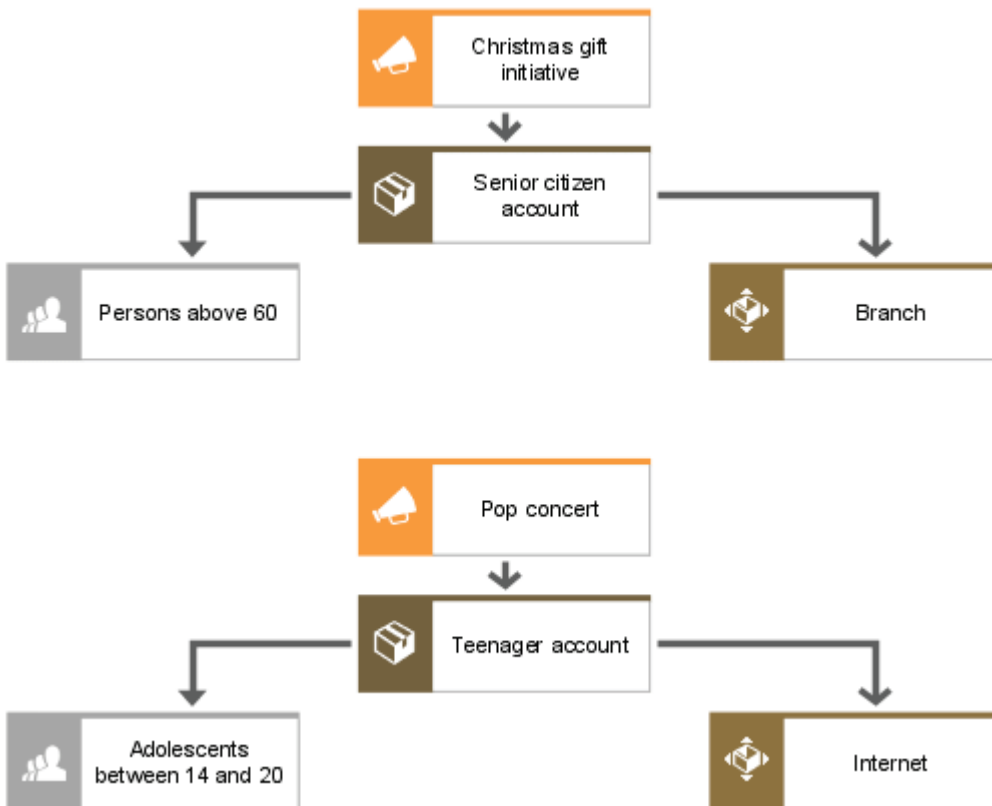 Christmas gift
initiative
Senior citizen
account
Persons above 60
Branch
Pop concert
Teenager account
Adolescents
between 14 and 20
Internet